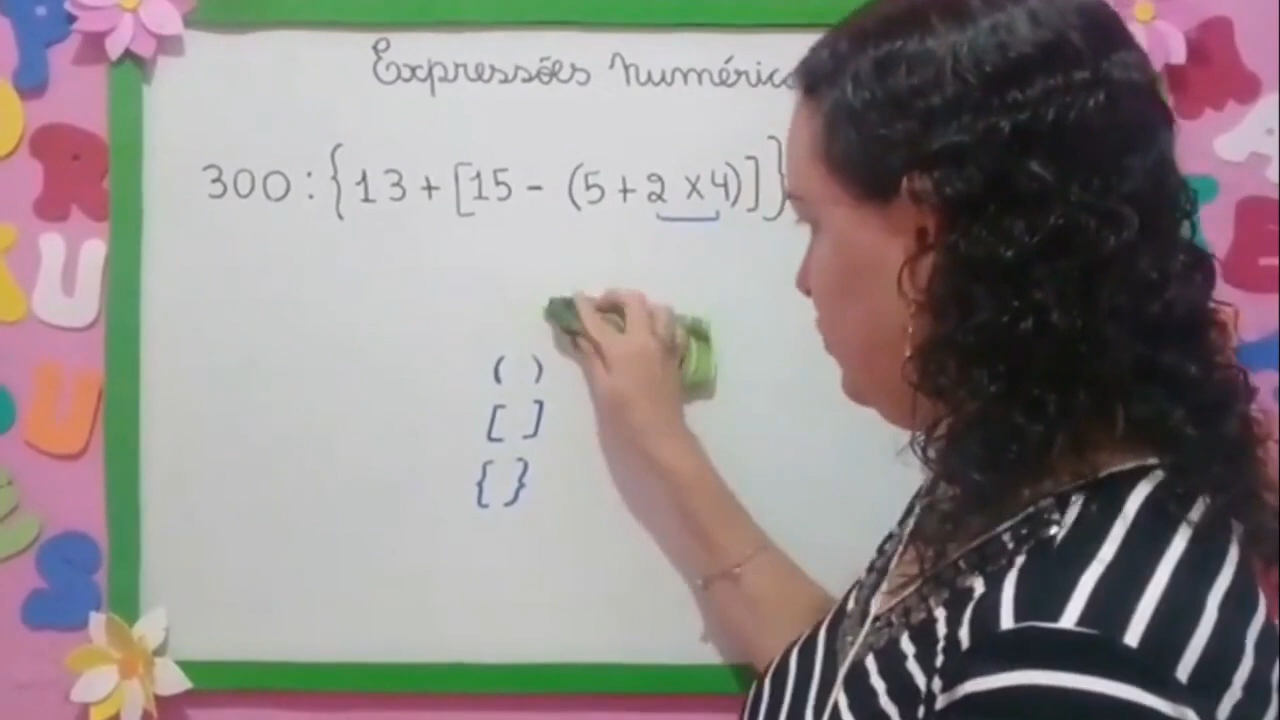 Expressões Numéric
300 : {13 + [15 - (5 + 2 x 4)]}
( )
[ ]
{ }